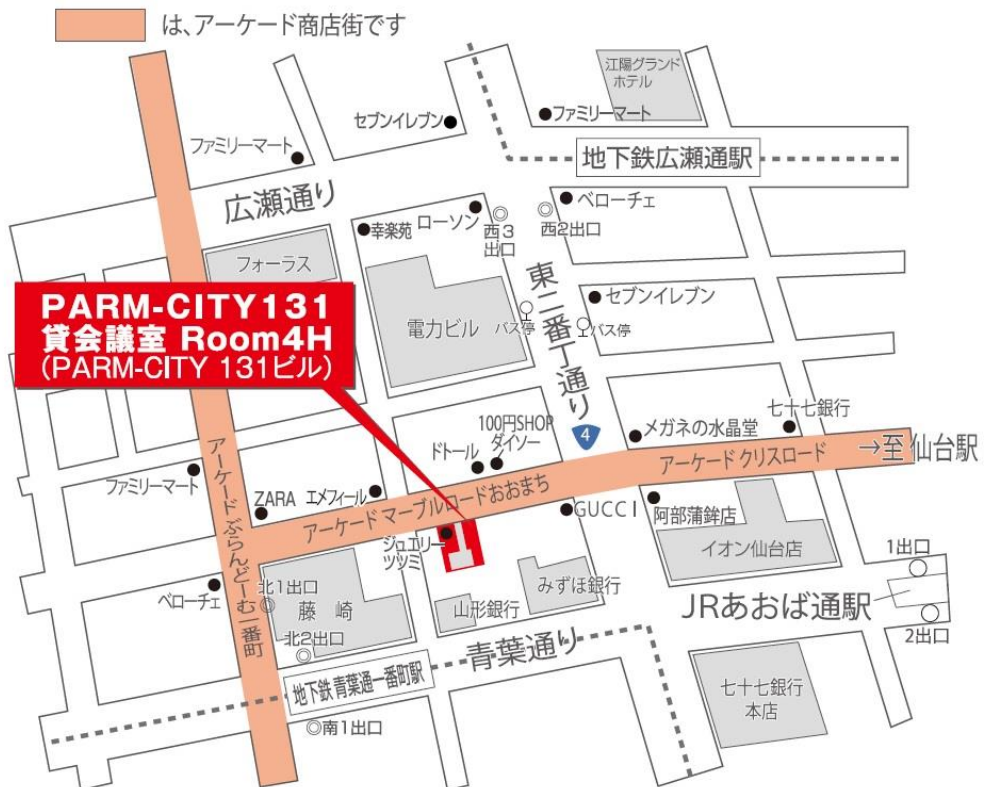 は、アーケード商店街です
江陽グランド
ホテル
セブンイレブン
ファミリーマート
ファミリーマート
地下鉄広瀬通駅
広瀬通り
幸楽苑
ローソン
西3
出口
西2出口
ベローチェ
フォーラス
PARM-CITY131
貸会議室 Room4H
(PARM-CITY 131ビル)
電力ビル
バス停
バス停
セブンイレブン
東二番丁通り
4
100円SHOP
ダイソー
ドトール
メガネの水晶堂
七十七銀行
→至 仙台駅
アーケード クリスロード
アーケード マーブルロードおおまち
アーケード ぶらんどーむ一番町
ファミリーマート
ZARA
エメフィール
GUCCI
阿部蒲鉾店
イオン仙台店
ジュエリー
ツツミ
みずほ銀行
山形銀行
ベローチェ
北1出口
藤崎
北2出口
1出口
JRあおば通駅
2出口
青葉通り
地下鉄 青葉通一番町駅
南1出口
七十七銀行
本店